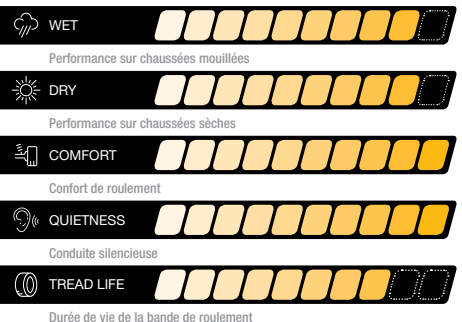 WET
Performance sur chaussées mouillées
DRY
Performance sur chaussées sèches
COMFORT
Confort de roulement
QUIETNESS
Conduite silencieuse
TREAD LIFE
Durée de vie de la bande de roulement